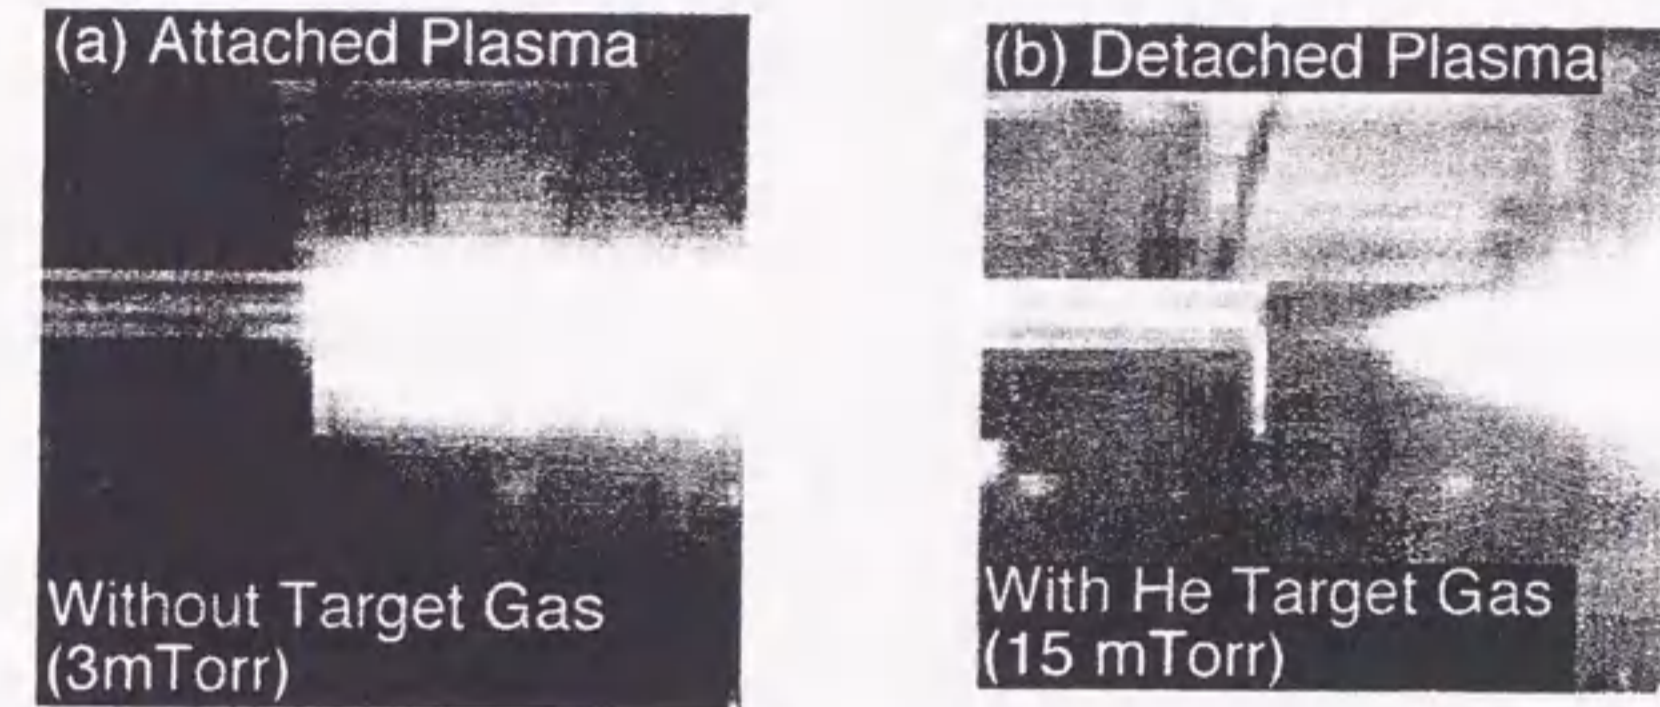 (a) Attached Plasma
Without Target Gas
(3mTorr)
(b) Detached Plasma
With He Target Gas
(15 mTorr)